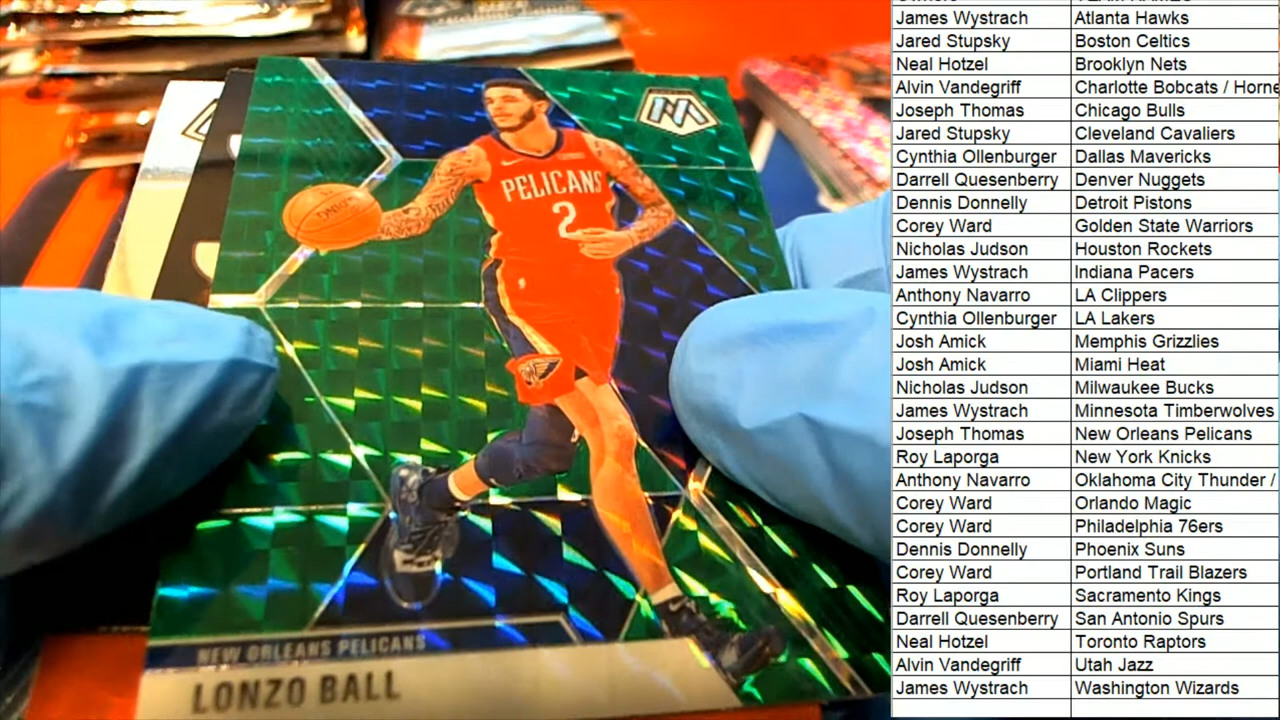 PELICANS
2
NEW ORLEANS PELICANS
LONZO BALL
James Wystrach Atlanta Hawks
Jared Stupsky Boston Celtics
Neal Hotzel Brooklyn Nets
Alvin Vandegriff Charlotte Bobcats / Horne
Joseph Thomas Chicago Bulls
Jared Stupsky Cleveland Cavaliers
Cynthia Ollenburger Dallas Mavericks
Darrell Quesenberry Denver Nuggets
Dennis Donnelly Detroit Pistons
Corey Ward Golden State Warriors
Nicholas Judson Houston Rockets
James Wystrach Indiana Pacers
Anthony Navarro LA Clippers
Cynthia Ollenburger LA Lakers
Josh Amick Memphis Grizzlies
Josh Amick Miami Heat
Nicholas Judson Milwaukee Bucks
James Wystrach Minnesota Timberwolves
Joseph Thomas New Orleans Pelicans
Roy Laporga New York Knicks
Anthony Navarro Oklahoma City Thunder /
Corey Ward Orlando Magic
Corey Ward Philadelphia 76ers
Dennis Donnelly Phoenix Suns
Corey Ward Portland Trail Blazers
Roy Laporga Sacramento Kings
Darrell Quesenberry San Antonio Spurs
Neal Hotzel Toronto Raptors
Alvin Vandegriff Utah Jazz
James Wystrach Washington Wizards